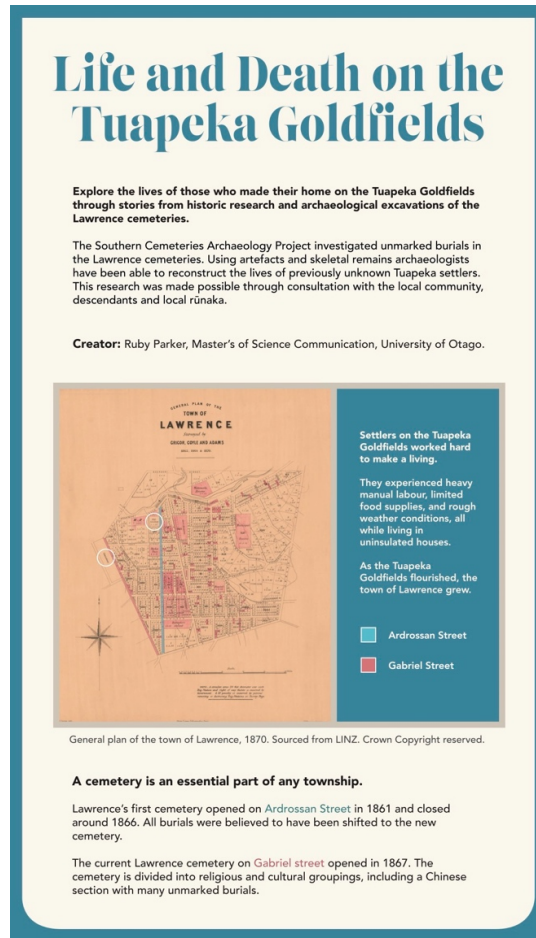 Life and Death on the
Tuapeka Goldfields
Explore the lives of those who made their home on the Tuapeka Goldfields
through stories from historic research and archaeological excavations of the
Lawrence cemeteries.
The Southern Cemeteries Archaeology Project investigated unmarked burials in
the Lawrence cemeteries. Using artefacts and skeletal remains archaeologists
have been able to reconstruct the lives of previously unknown Tuapeka settlers.
This research was made possible through consultation with the local community,
descendants and local rūnaka.
Creator: Ruby Parker, Master's of Science Communication, University of Otago.
GENERAL PLAN OF THE
TOWN OF
LAWRENCE
Settlers on the Tuapeka
Goldfields worked hard
to make a living.
They experienced heavy
manual labour, limited
food supplies, and rough
weather conditions, all
while living in
uninsulated houses.
As the Tuapeka
Goldfields flourished, the
town of Lawrence grew.
Ardrossan Street
Gabriel Street
General plan of the town of Lawrence, 1870. Sourced from LINZ. Crown Copyright reserved.
A cemetery is an essential part of any township.
Lawrence's first cemetery opened on Ardrossan Street in 1861 and closed
around 1866. All burials were believed to have been shifted to the new
cemetery.
The current Lawrence cemetery on Gabriel street opened in 1867. The
cemetery is divided into religious and cultural groupings, including a Chinese
section with many unmarked burials.